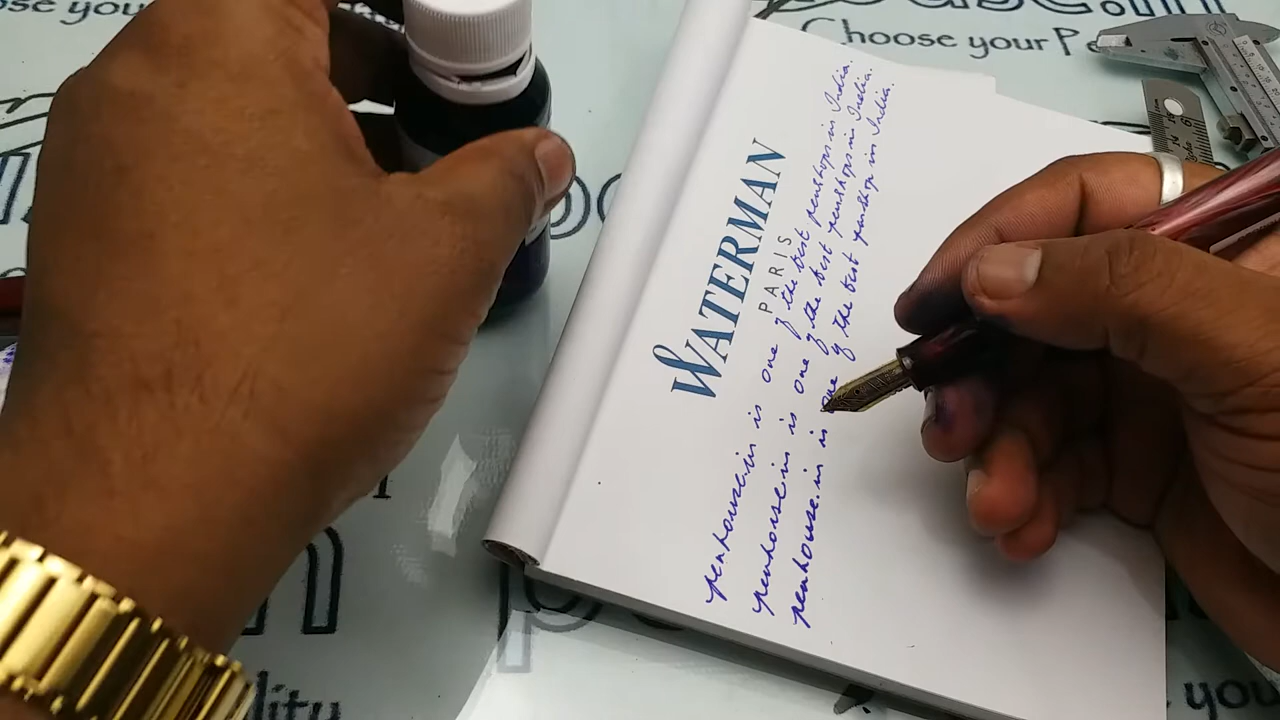 Choose your Pe
WATERMAN
PARIS
penhouse.in is one of the best penshops in India.
penhouse.in is one of the best penshops in India.
penhouse.in is one of the best penshop in India.